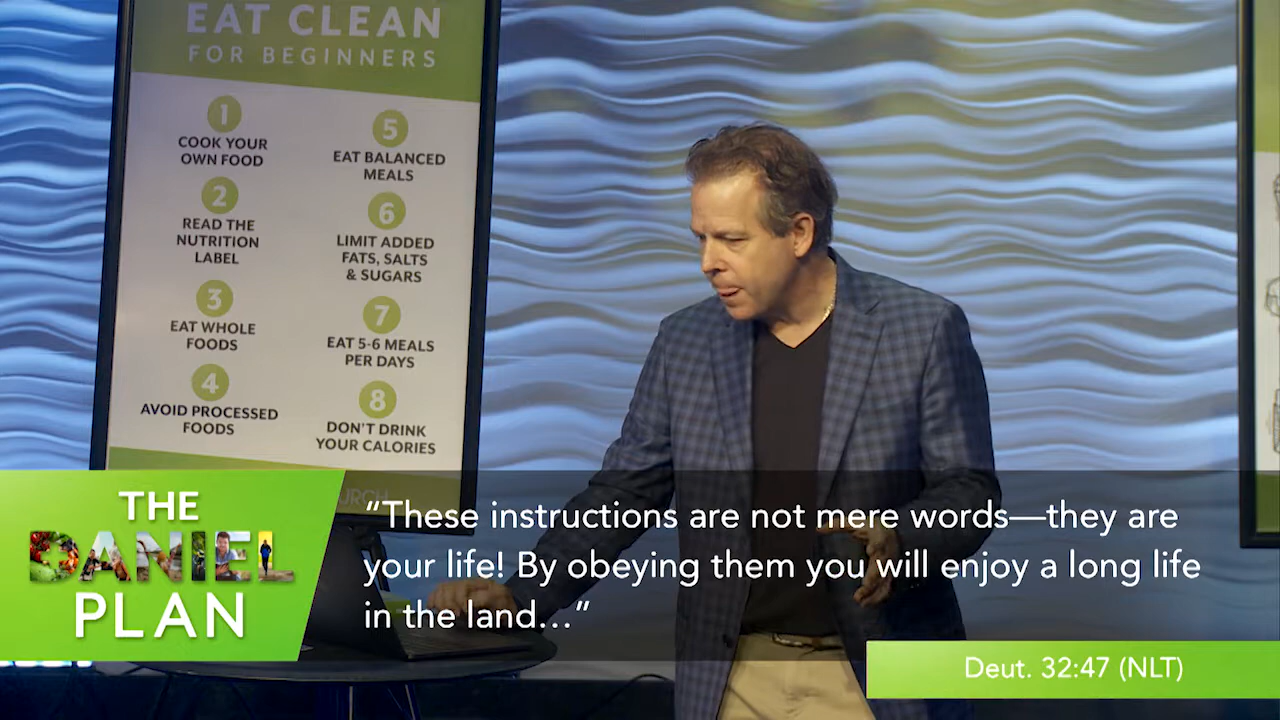 EAT CLEAN
FOR BEGINNERS
1
COOK YOUR
OWN FOOD
2
READ THE
NUTRITION
LABEL
3
EAT WHOLE
FOODS
4
AVOID PROCESSED
FOODS
5
EAT BALANCED
MEALS
6
LIMIT ADDED
FATS, SALTS
& SUGARS
7
EAT 5-6 MEALS
PER DAYS
8
DON'T DRINK
YOUR CALORIES
THE
DANIEL
PLAN
“These instructions are not mere words—they are
your life! By obeying them you will enjoy a long life
in the land...”
Deut. 32:47 (NLT)